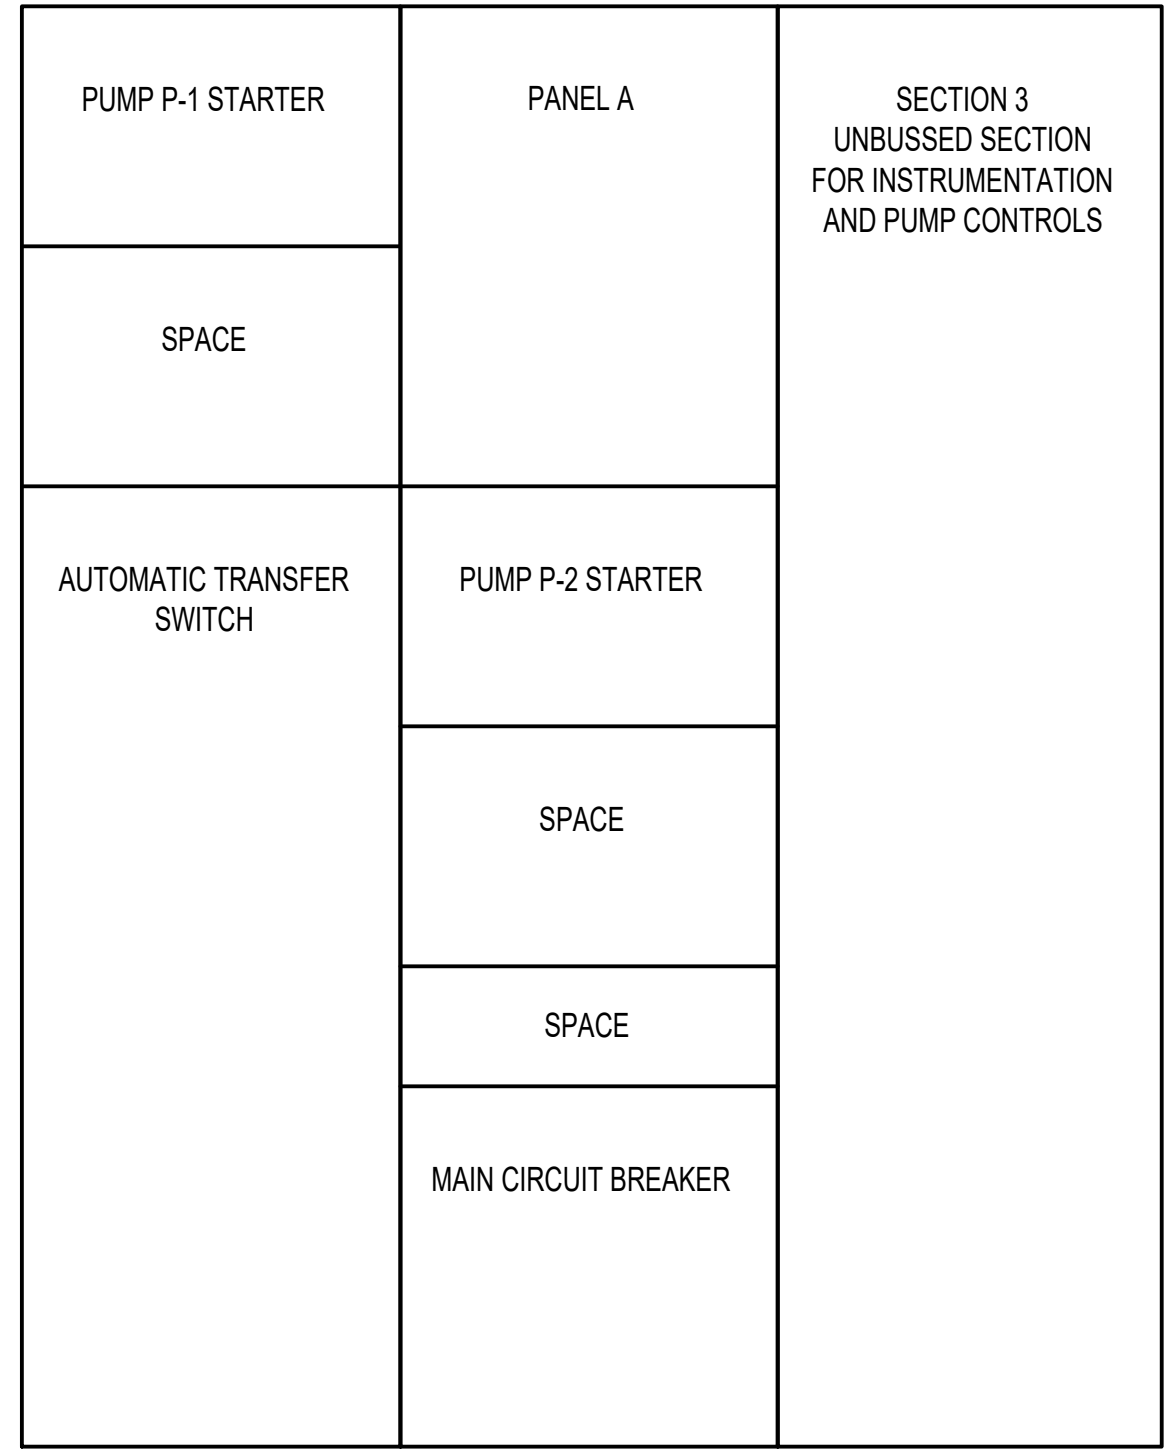 PUMP P-1 STARTER
SPACE
AUTOMATIC TRANSFER
SWITCH
PANEL A
PUMP P-2 STARTER
SPACE
SPACE
MAIN CIRCUIT BREAKER
SECTION 3
UNBUSSED SECTION
FOR INSTRUMENTATION
AND PUMP CONTROLS